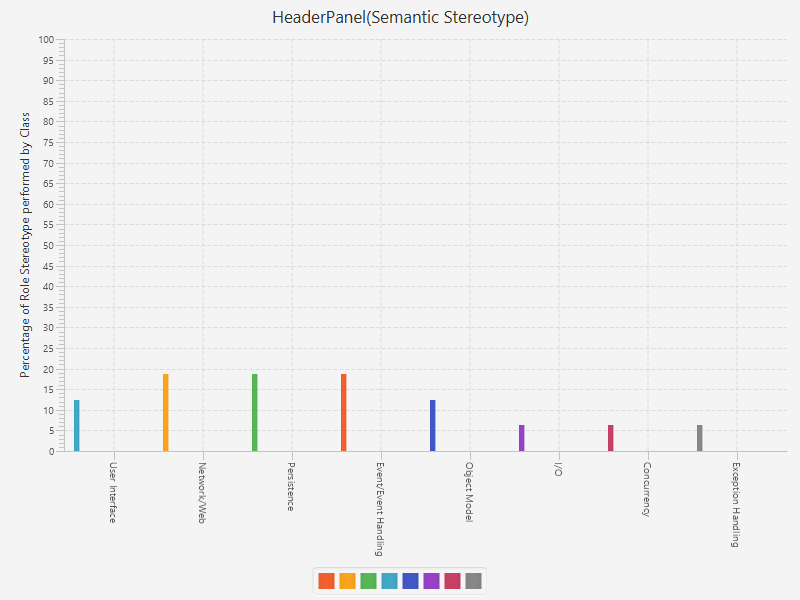 HeaderPanel(Semantic Stereotype)
Percentage of Role Stereotype performed by Class
100
95
90
85
80
75
70
65
60
55
50
45
40
35
30
25
20
15
10
5
0
User Interface
Network/Web
Persistence
Event/Event Handling
Object Model
I/O
Concurrency
Exception Handling